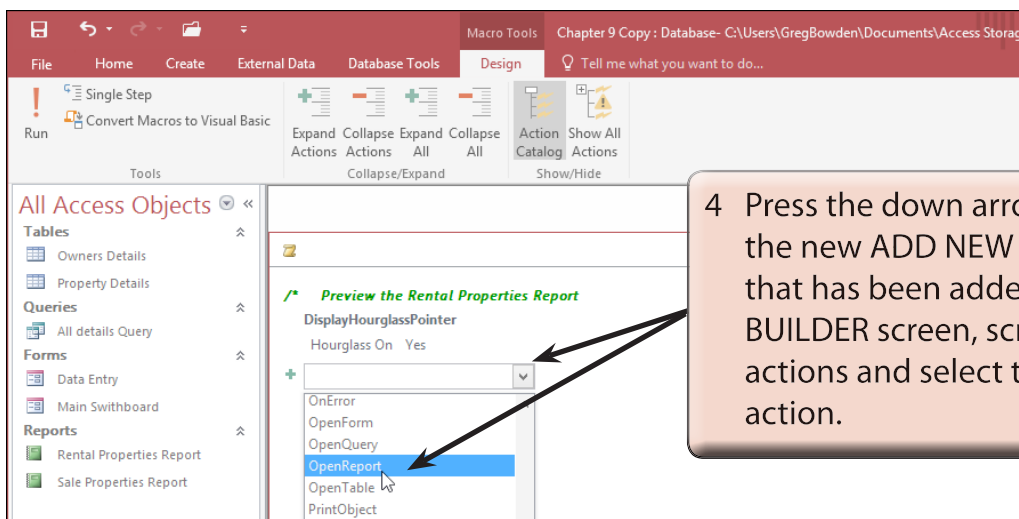 Macro Tools Chapter 9 Copy : Database- C:\Users\GregBowden\Documents\Access Storag
File Home Create External Data Database Tools Design Tell me what you want to do...
Run
Single Step
Convert Macros to Visual Basic
Tools
Expand Actions
Collapse Actions
Expand All
Collapse All
Collapse/Expand
Action Catalog
Show All Actions
Show/Hide
All Access Objects
Tables
Owners Details
Property Details
Queries
All details Query
Forms
Data Entry
Main Swithboard
Reports
Rental Properties Report
Sale Properties Report
/* Preview the Rental Properties Report
DisplayHourglassPointer
Hourglass On Yes
OnError
OpenForm
OpenQuery
OpenReport
OpenTable
PrintObject
4 Press the down arro
the new ADD NEW
that has been adde
BUILDER screen, scr
actions and select t
action.